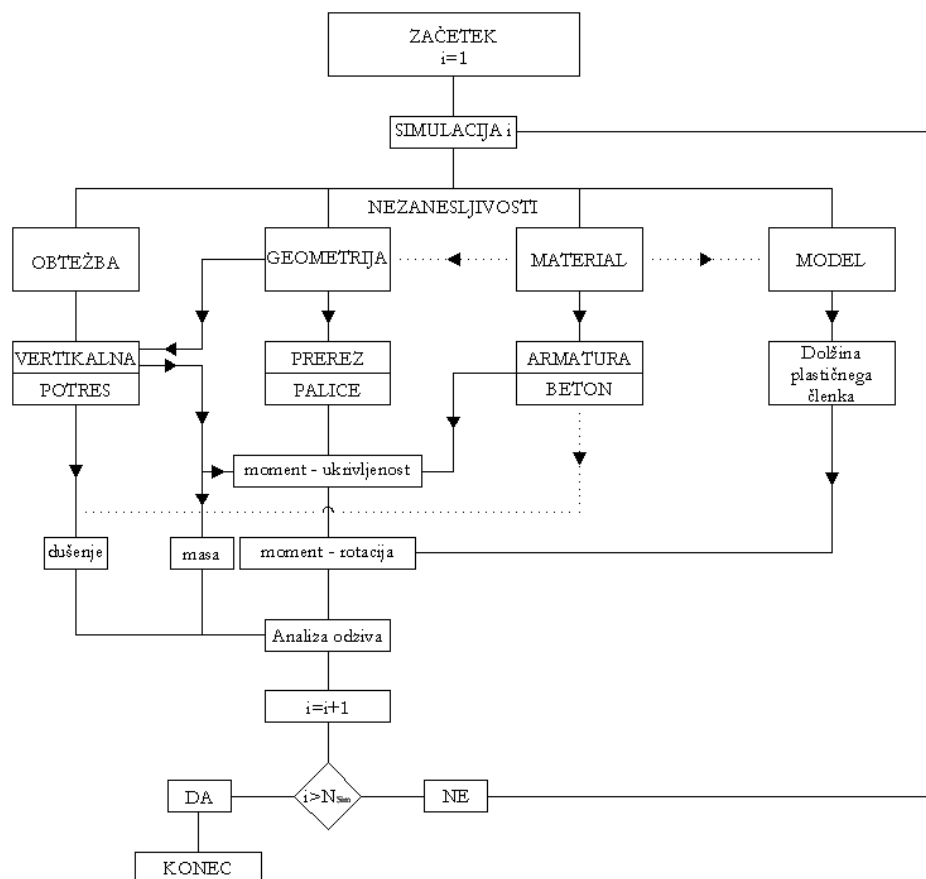 ZAČETEK
i=1
SIMULACIJA i
NEZANESLJIVOSTI
OBTEŽBA
GEOMETRIJA
MATERIAL
MODEL
VERTIKALNA
POTRES
PREREZ
PALICE
ARMATURA
BETON
Dolžina
plastičnega
členka
moment - ukrivljenost
dušenje
masa
moment - rotacija
Analiza odziva
i=i+1
DA
i>N_Sim
NE
KONEC